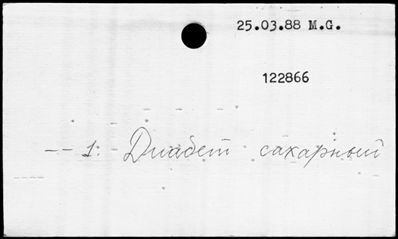 25.03.88 M.G.
122866
-- 1. Диабет сахарный